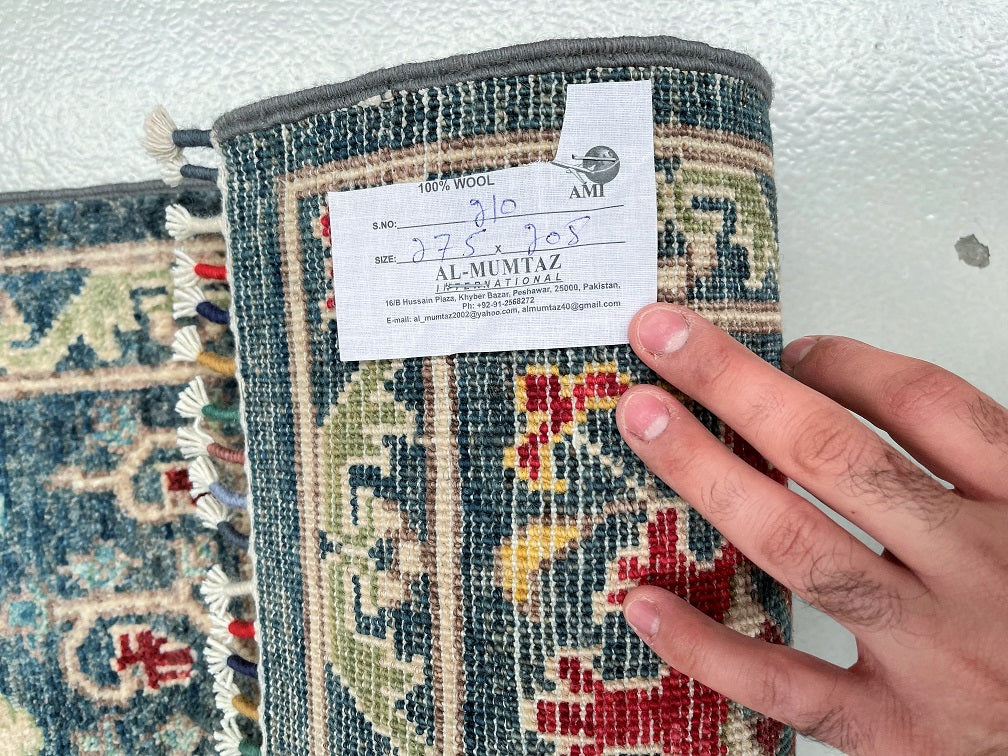 100% WOOL
AMI
S.NO: 210
SIZE: 275 x 205
AL-MUMTAZ
INTERNATIONAL
16/B Hussain Plaza, Khyber Bazar, Peshawar, 25000, Pakistan,
Ph: +92-91-2568272
E-mail: al_mumtaz2002@yahoo.com, almumtaz40@gmail.com